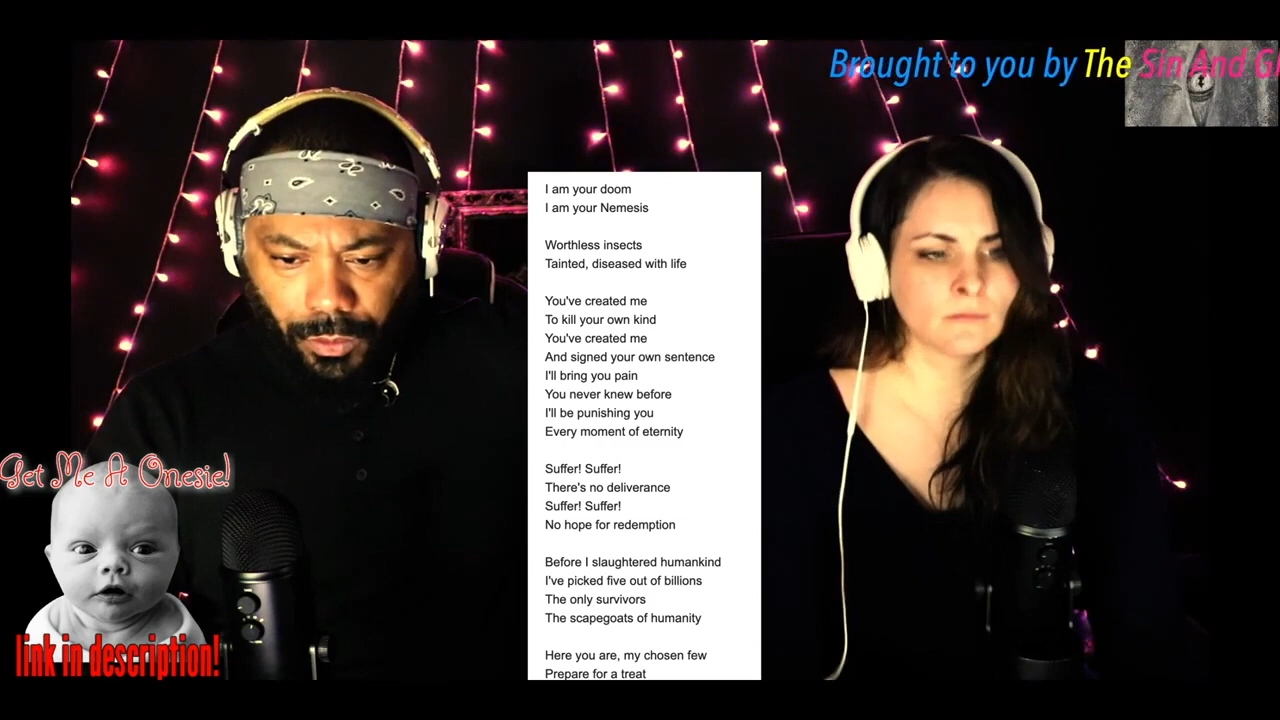 Brought to you by The Sin And
I am your doom
I am your Nemesis
Worthless insects
Tainted, diseased with life
You've created me
To kill your own kind
You've created me
And signed your own sentence
I'll bring you pain
You never knew before
I'll be punishing you
Every moment of eternity
Suffer! Suffer!
There's no deliverance
Suffer! Suffer!
No hope for redemption
Before I slaughtered humankind
I've picked five out of billions
The only survivors
The scapegoats of humanity
Here you are, my chosen few
Prepare for a treat
Get Me A Onesie!
link in description!